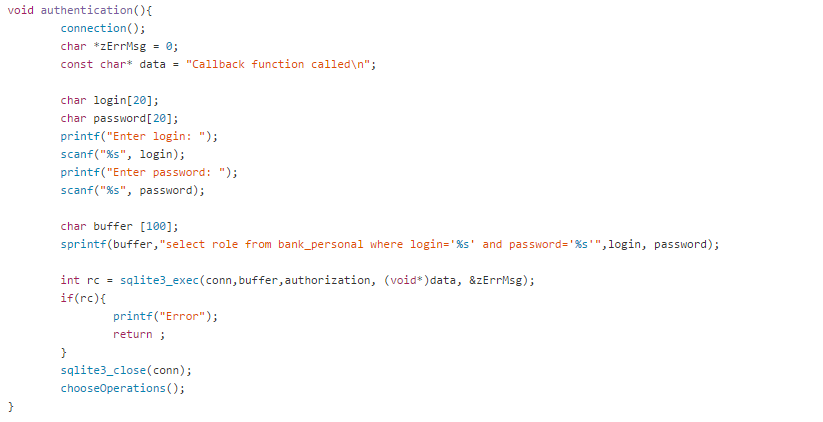 void authentication(){
        connection();
        char *zErrMsg = 0;
        const char* data = "Callback function called\n";

        char login[20];
        char password[20];
        printf("Enter login: ");
        scanf("%s", login);
        printf("Enter password: ");
        scanf("%s", password);

        char buffer [100];
        sprintf(buffer,"select role from bank_personal where login='%s' and password='%s'",login, password);

        int rc = sqlite3_exec(conn,buffer,authorization, (void*)data, &zErrMsg);
        if(rc){
                printf("Error");
                return ;
        }
        sqlite3_close(conn);
        chooseOperations();
}